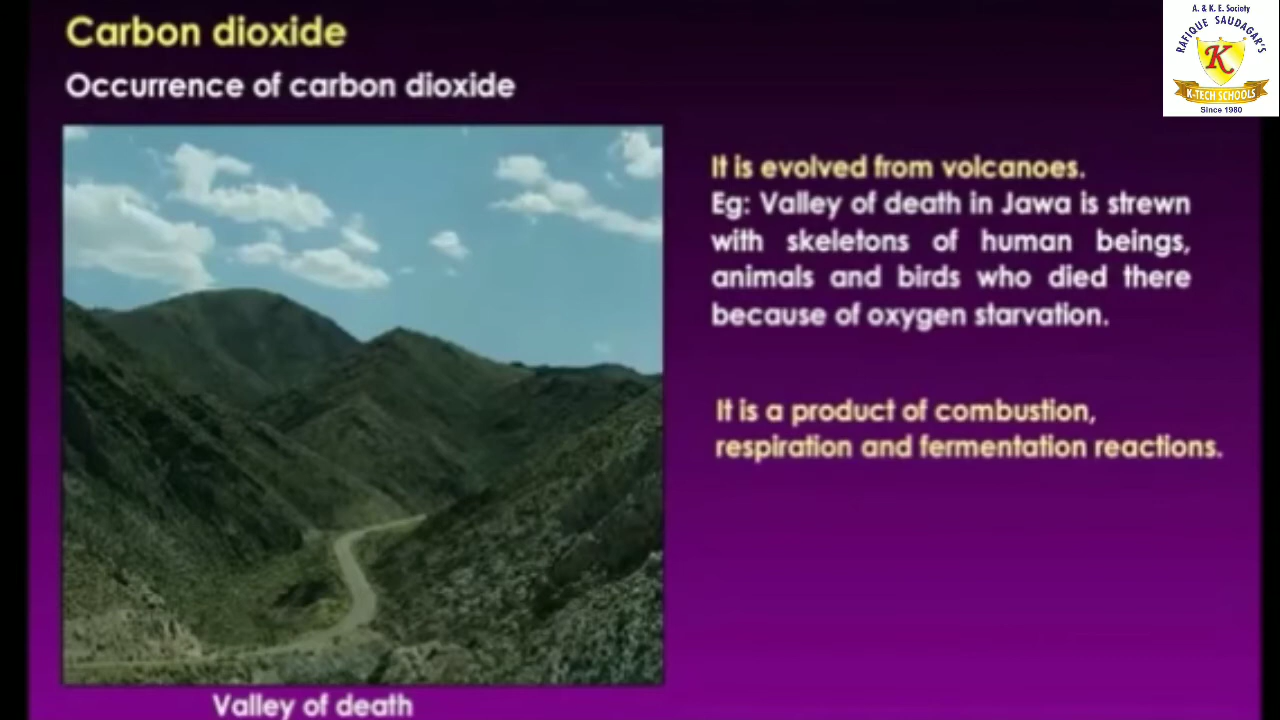 Carbon dioxide
Occurrence of carbon dioxide
A. & K. E. Society
RAFIQUE SAUDAGAR'S
K
K-TECH SCHOOLS
Since 1980
It is evolved from volcanoes.
Eg: Valley of death in Jawa is strewn
with skeletons of human beings,
animals and birds who died there
because of oxygen starvation.
It is a product of combustion,
respiration and fermentation reactions.
Valley of death